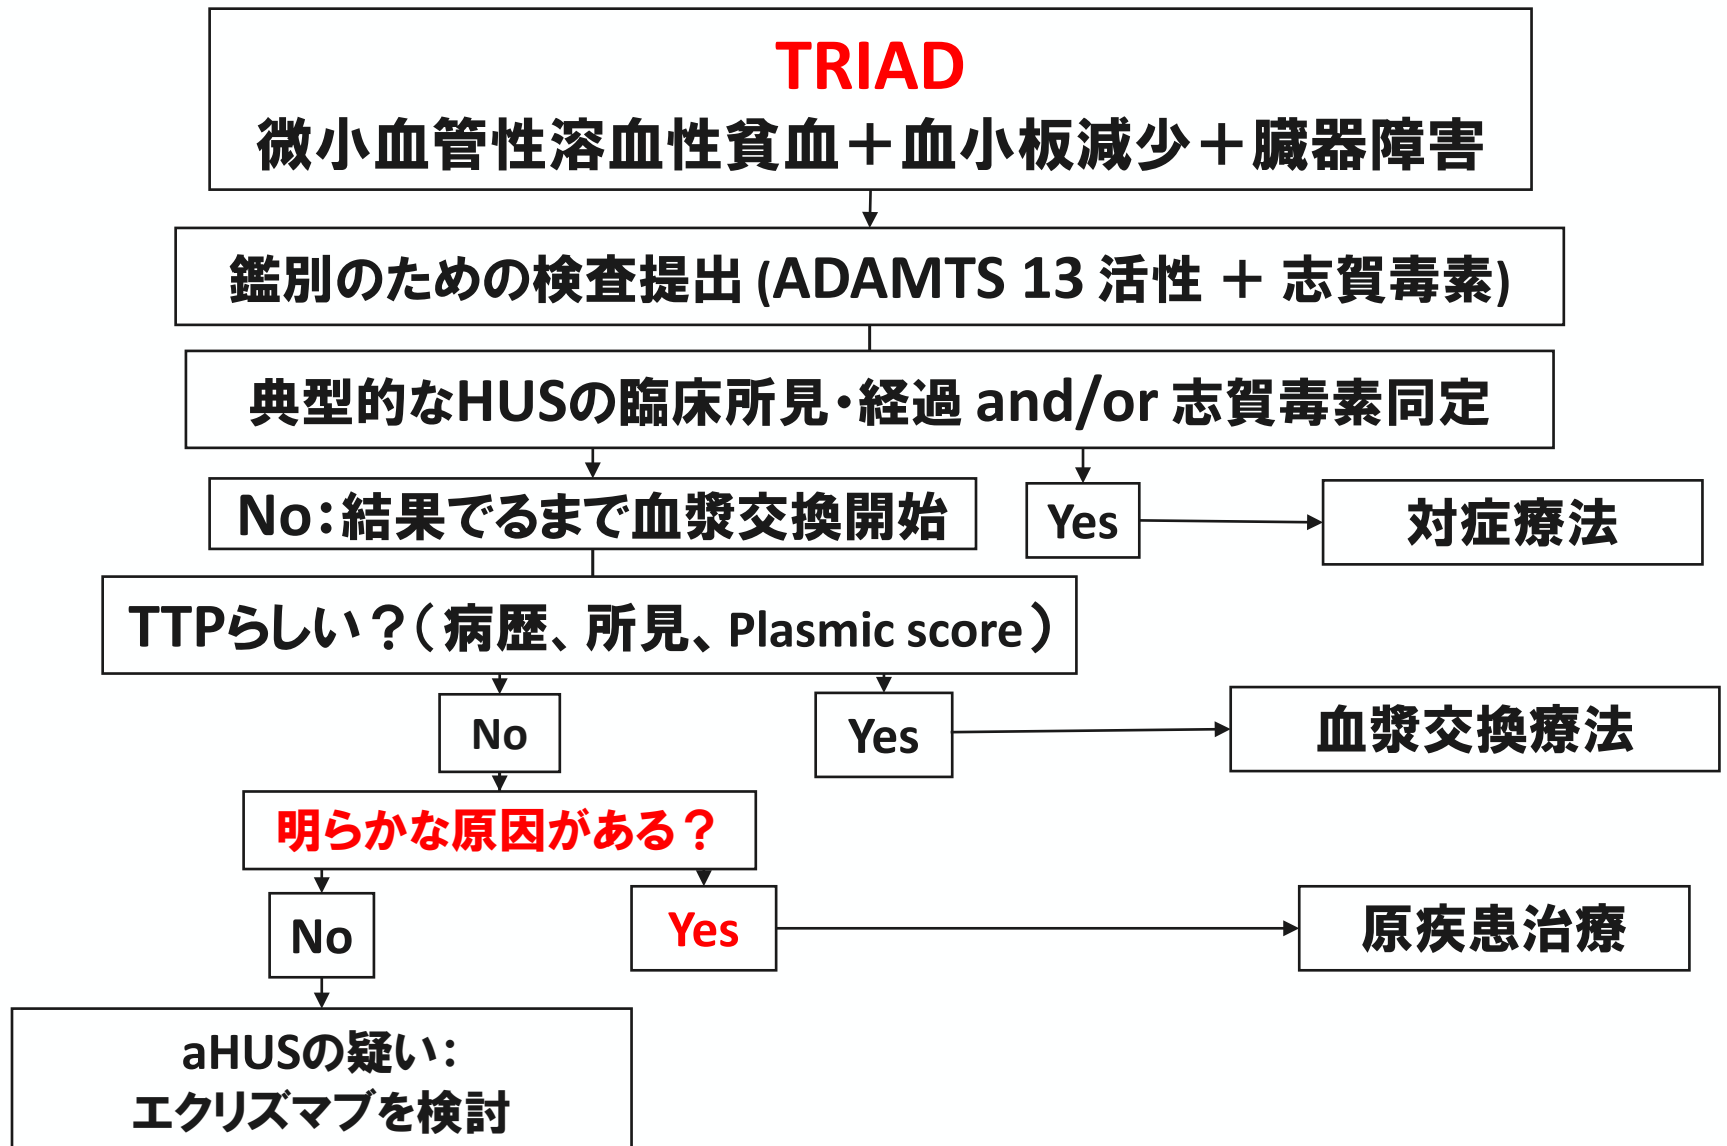 TRIAD
微小血管性溶血性貧血＋血小板減少＋臓器障害
鑑別のための検査提出 (ADAMTS 13 活性 ＋ 志賀毒素)
典型的なHUSの臨床所見・経過 and/or 志賀毒素同定
No：結果でるまで血漿交換開始
Yes
対症療法
TTPらしい？（病歴、所見、Plasmic score）
No
Yes
血漿交換療法
明らかな原因がある？
No
Yes
原疾患治療
aHUSの疑い：
エクリズマブを検討